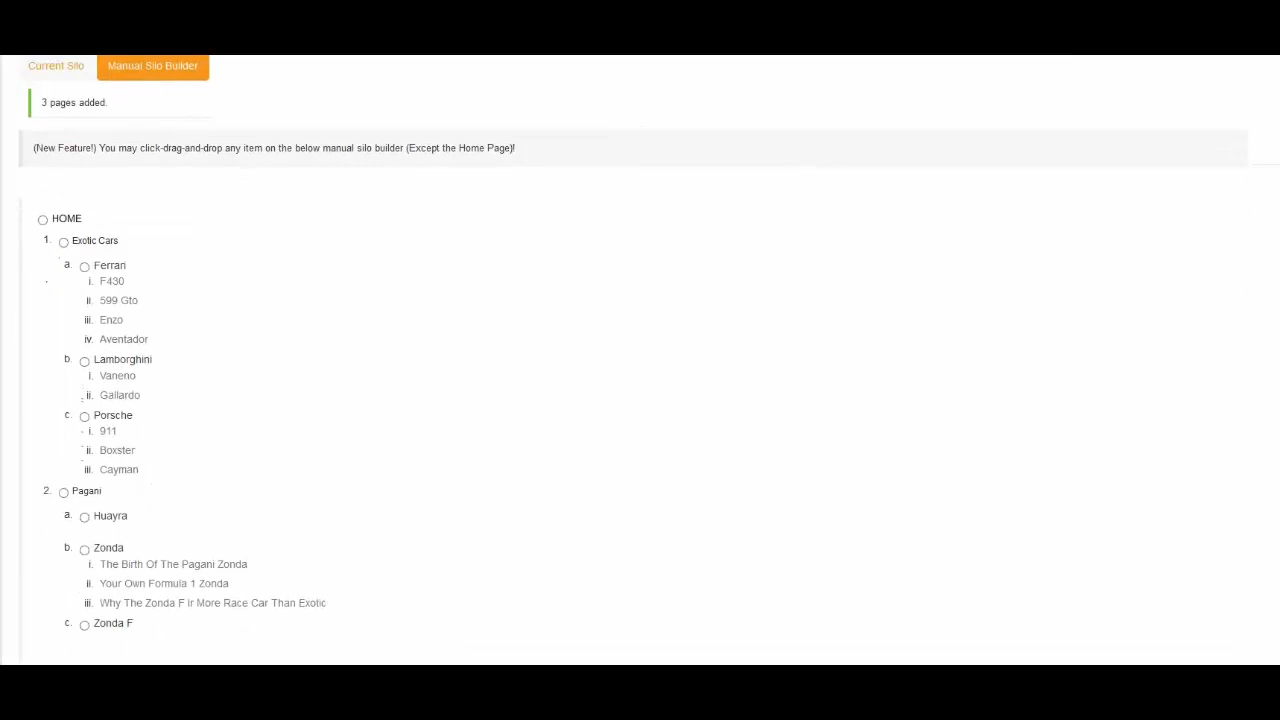 Current Silo
Manual Silo Builder
3 pages added.
(New Feature!) You may click-drag-and-drop any item on the below manual silo builder (Except the Home Page)!
HOME
1. Exotic Cars
a. Ferrari
i. F430
ii. 599 Gto
iii. Enzo
iv. Aventador
b. Lamborghini
i. Vaneno
ii. Gallardo
c. Porsche
i. 911
ii. Boxster
iii. Cayman
2. Pagani
a. Huayra
b. Zonda
i. The Birth Of The Pagani Zonda
ii. Your Own Formula 1 Zonda
iii. Why The Zonda F Ir More Race Car Than Exotic
c. Zonda F